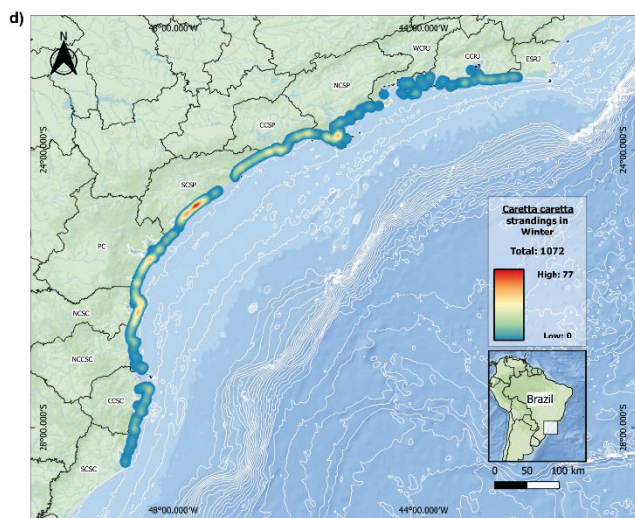 d)
48°00.000'S
44°00.000'S
N
WCRJ
CCRJ
ESRJ
NCSP
CCSP
24°00.000'S
24°00.000'S
SCSP
PC
Caretta caretta
strandings in
Winter
Total: 1072
High: 77
Low: 0
NCSC
NCCSC
CCSC
SCSC
Brazil
28°00.000'S
28°00.000'S
0 50 100 km
48°00.000'S
44°00.000'S